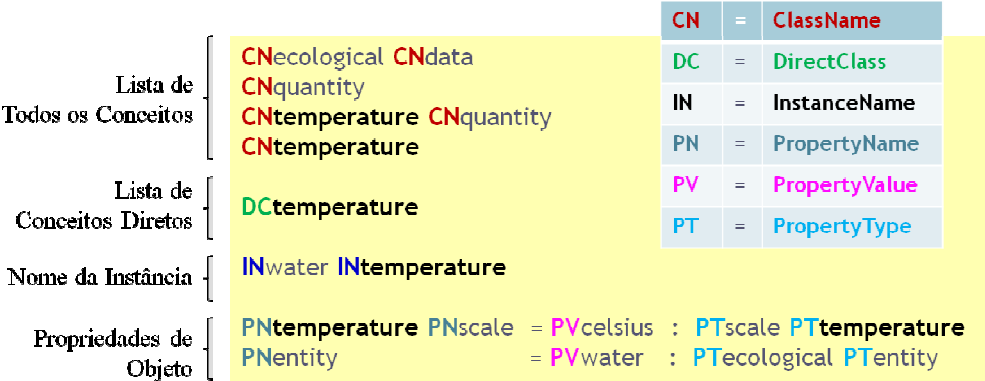 CN = ClassName
DC = DirectClass
IN = InstanceName
PN = PropertyName
PV = PropertyValue
PT = PropertyType
Lista de
Todos os Conceitos
CNecological CNdata
CNquantity
CNtemperature CNquantity
CNtemperature
Lista de
Conceitos Diretos
DCtemperature
Nome da Instância
INwater INtemperature
Propriedades de
Objeto
PNtemperature PNscale = PVcelsius : PTscale PTtemperature
PNentity = PVwater : PTecological PTentity